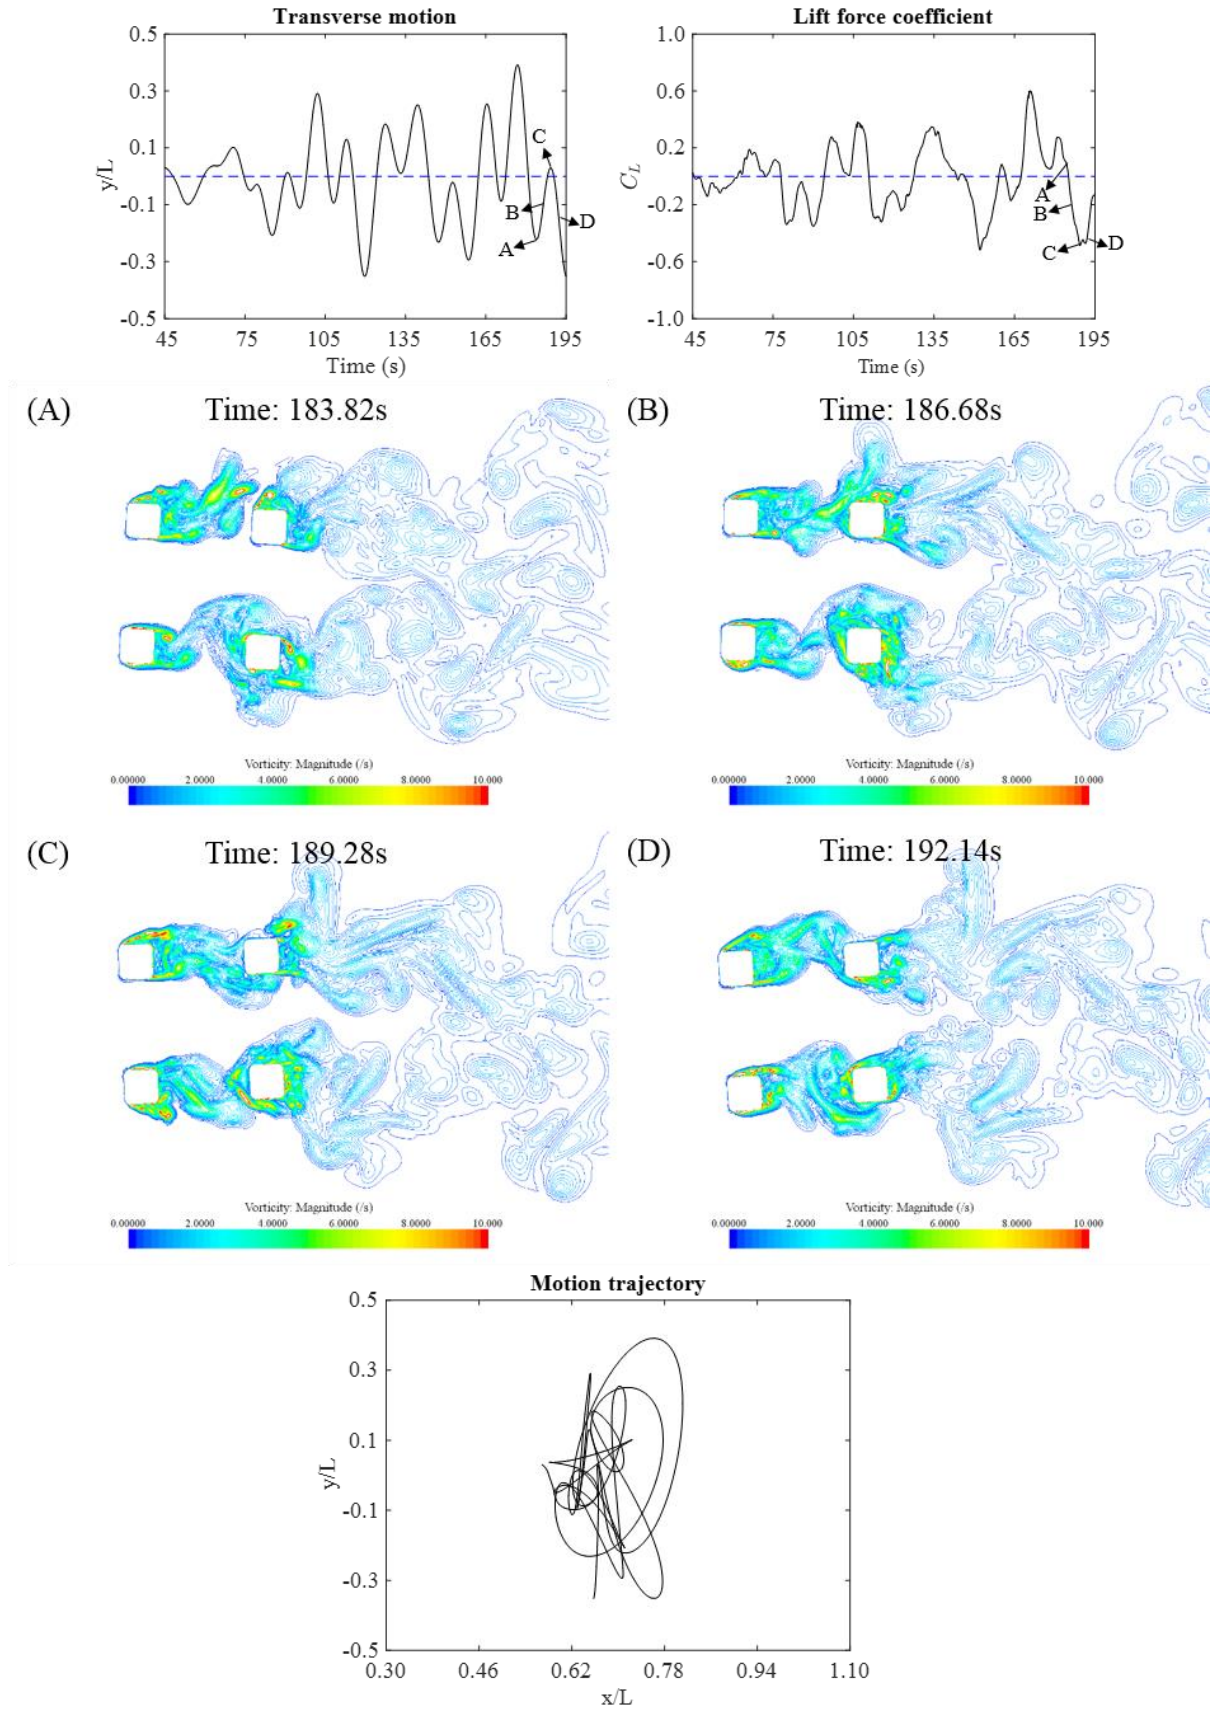 Transverse motion
0.5
0.3
0.1
-0.1
-0.3
-0.5
y/L
C
B
A
D
45 75 105 135 165 195
Time (s)
Lift force coefficient
1.0
0.6
0.2
-0.2
-0.6
-1.0
C_L
A
B
C
D
45 75 105 135 165 195
Time (s)
(A) Time: 183.82s
Vorticity: Magnitude (/s)
0.00000 2.0000 4.0000 6.0000 8.0000 10.000
(B) Time: 186.68s
Vorticity: Magnitude (/s)
0.00000 2.0000 4.0000 6.0000 8.0000 10.000
(C) Time: 189.28s
Vorticity: Magnitude (/s)
0.00000 2.0000 4.0000 6.0000 8.0000 10.000
(D) Time: 192.14s
Vorticity: Magnitude (/s)
0.00000 2.0000 4.0000 6.0000 8.0000 10.000
Motion trajectory
0.5
0.3
0.1
-0.1
-0.3
-0.5
y/L
0.30 0.46 0.62 0.78 0.94 1.10
x/L